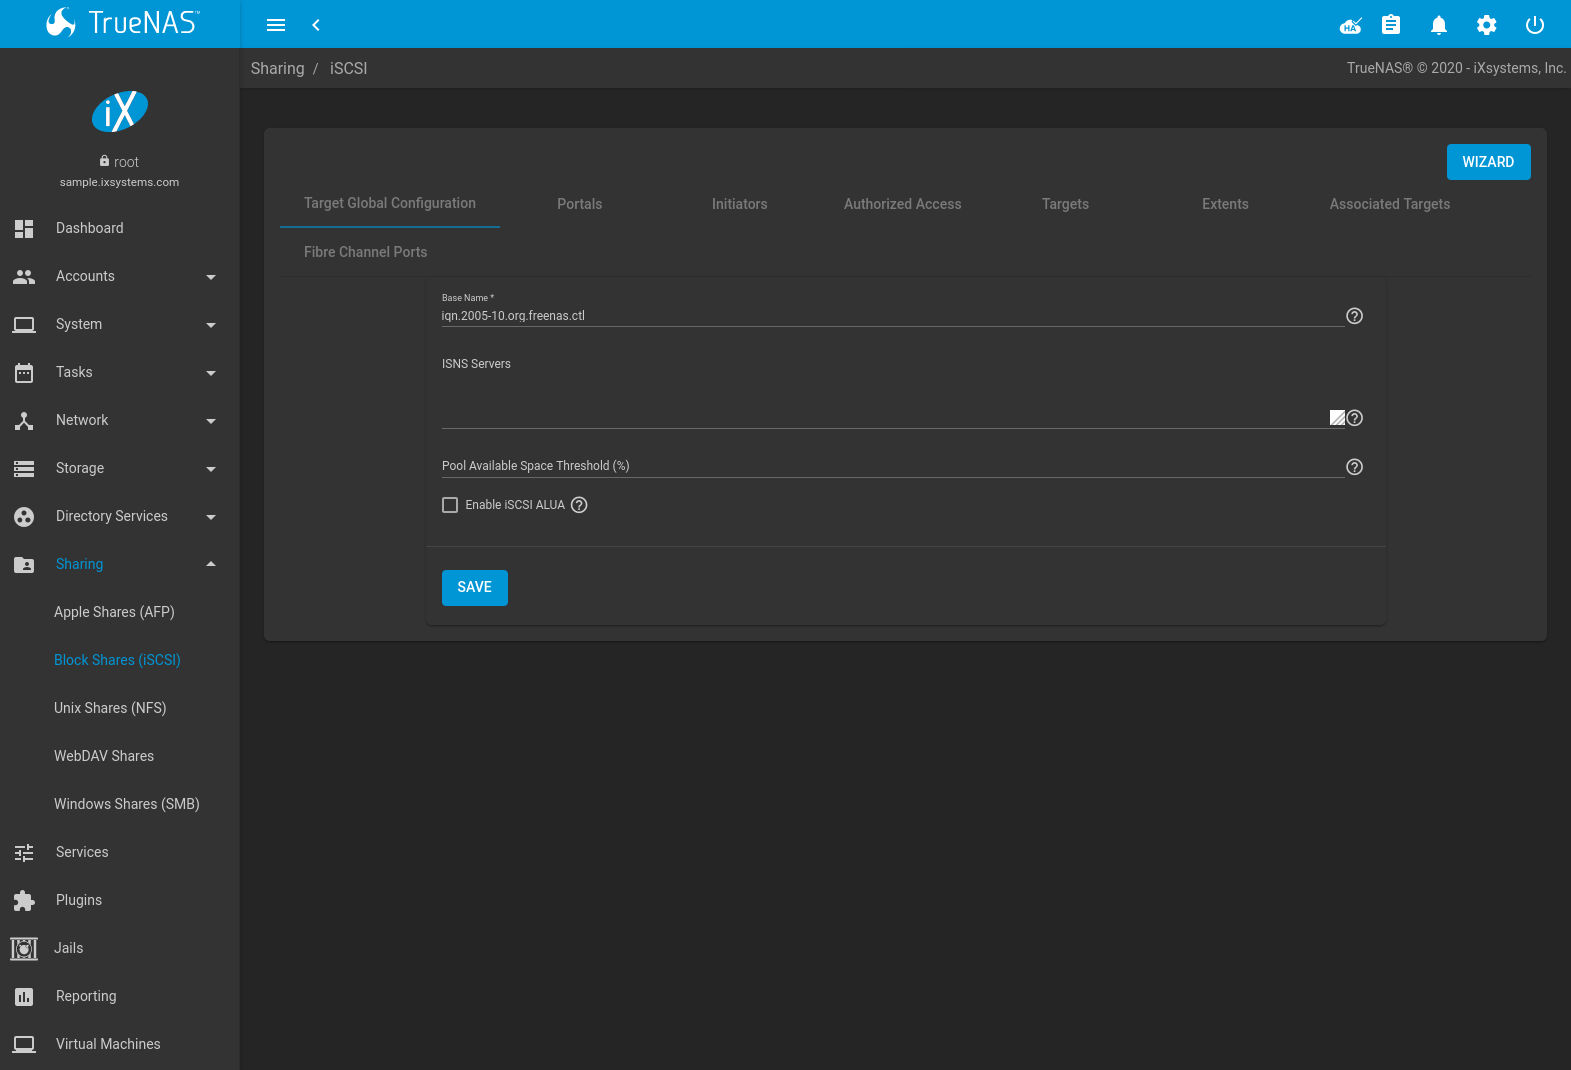 TrueNAS™
HA
Sharing / iSCSI
TrueNAS® © 2020 - iXsystems, Inc.
iX
root
sample.ixsystems.com
Dashboard
Accounts
System
Tasks
Network
Storage
Directory Services
Sharing
Apple Shares (AFP)
Block Shares (iSCSI)
Unix Shares (NFS)
WebDAV Shares
Windows Shares (SMB)
Services
Plugins
Jails
Reporting
Virtual Machines
WIZARD
Target Global Configuration
Portals
Initiators
Authorized Access
Targets
Extents
Associated Targets
Fibre Channel Ports
Base Name *
iqn.2005-10.org.freenas.ctl
ISNS Servers
Pool Available Space Threshold (%)
Enable iSCSI ALUA
SAVE